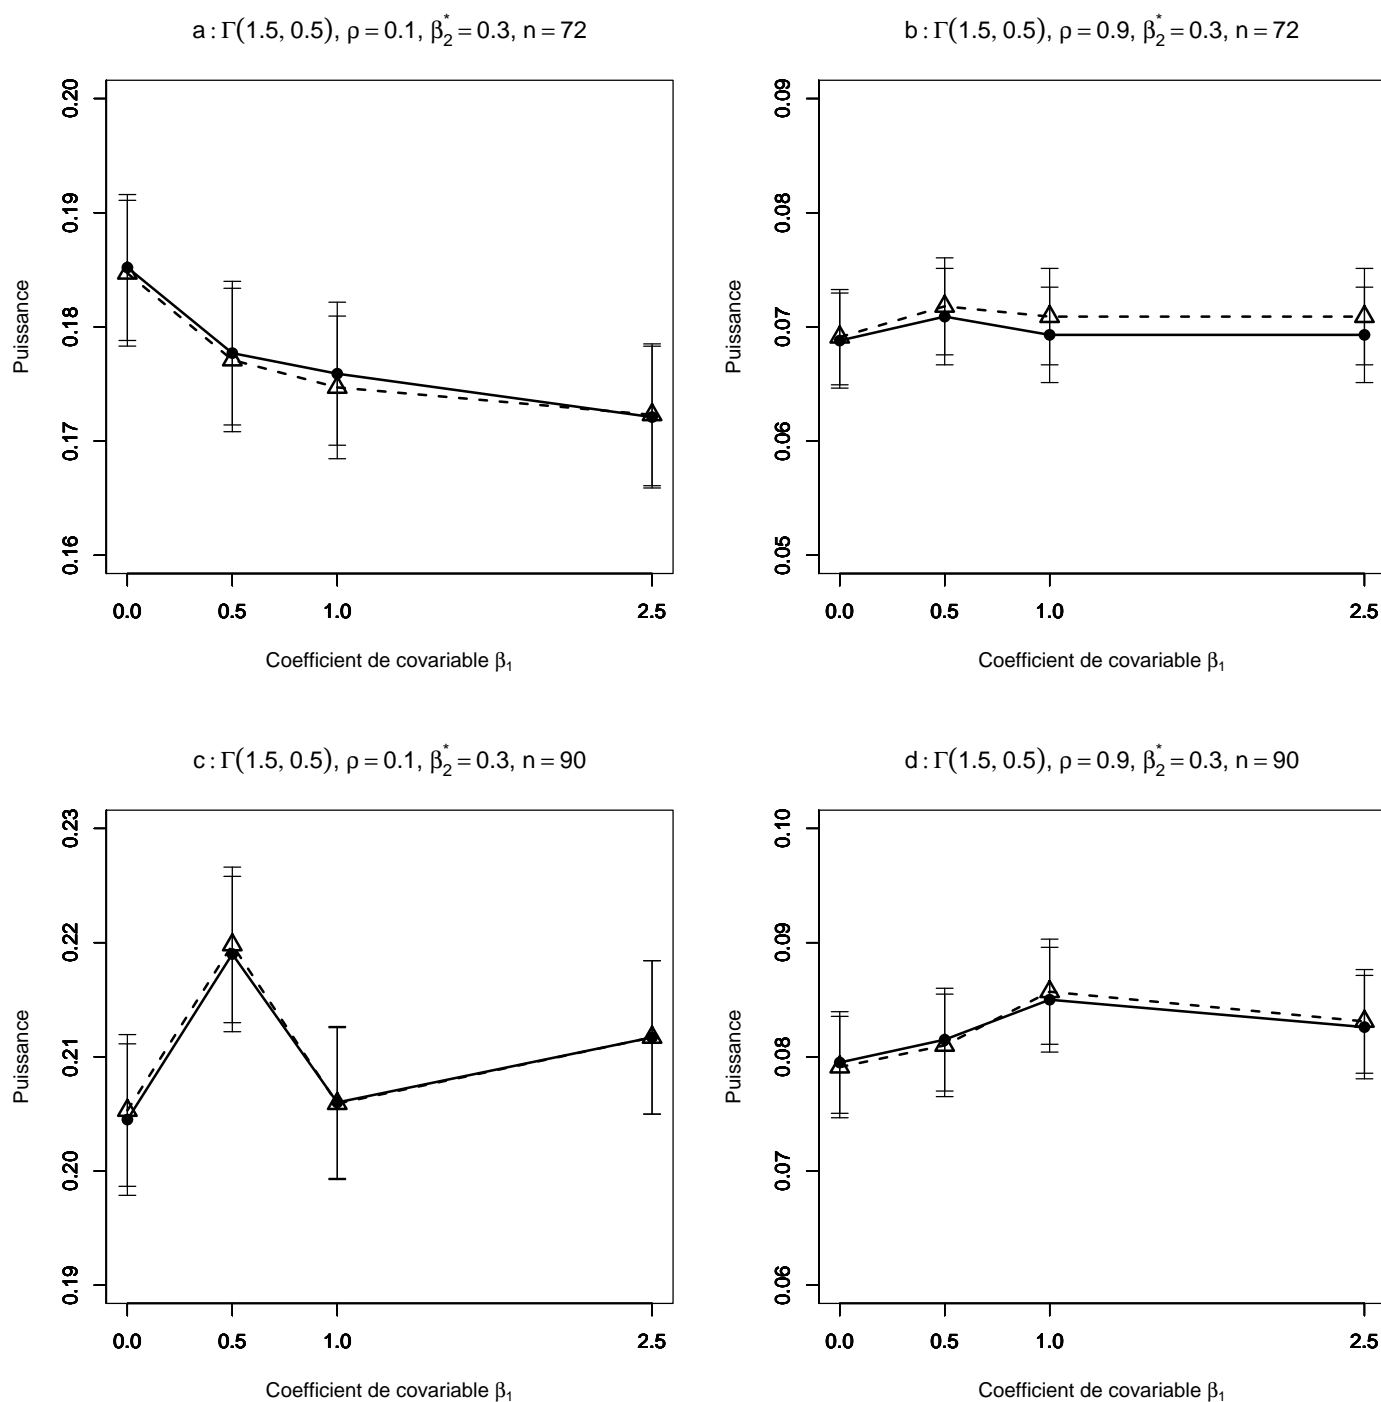 a : Γ(1.5, 0.5), ρ = 0.1, β₂* = 0.3, n = 72
0.20
0.19
0.18
0.17
0.16
Puissance
0.0 0.5 1.0 2.5
Coefficient de covariable β₁
b : Γ(1.5, 0.5), ρ = 0.9, β₂* = 0.3, n = 72
0.09
0.08
0.07
0.06
0.05
Puissance
0.0 0.5 1.0 2.5
Coefficient de covariable β₁
c : Γ(1.5, 0.5), ρ = 0.1, β₂* = 0.3, n = 90
0.23
0.22
0.21
0.20
0.19
Puissance
0.0 0.5 1.0 2.5
Coefficient de covariable β₁
d : Γ(1.5, 0.5), ρ = 0.9, β₂* = 0.3, n = 90
0.10
0.09
0.08
0.07
0.06
Puissance
0.0 0.5 1.0 2.5
Coefficient de covariable β₁